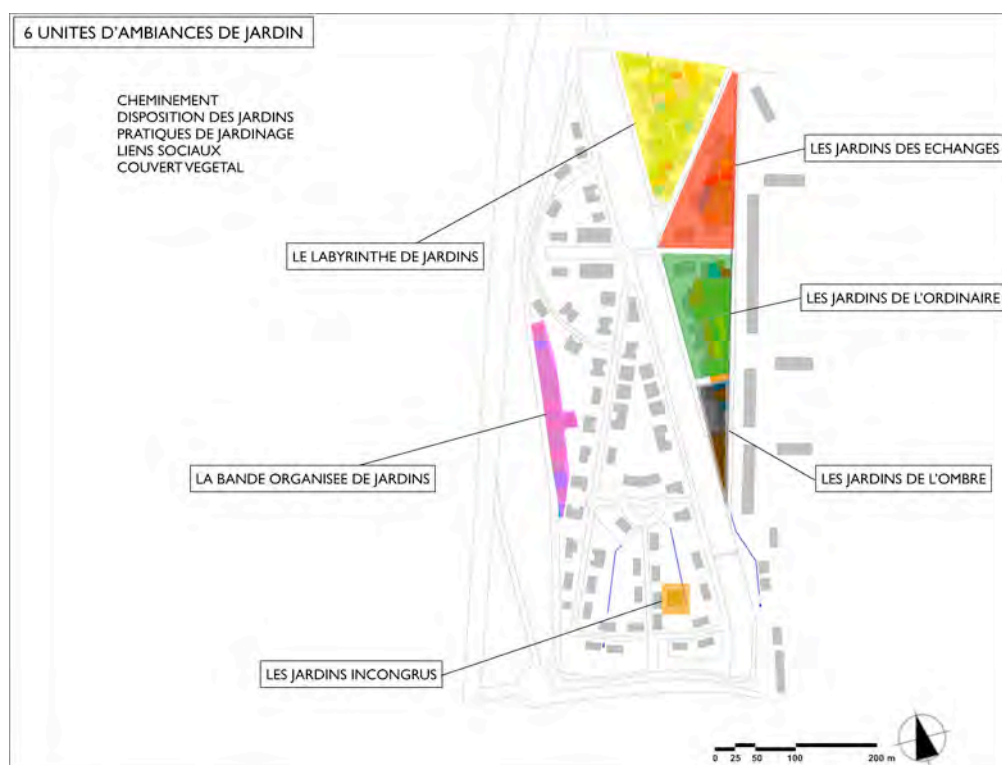 6 UNITES D'AMBIANCES DE JARDIN
CHEMINEMENT
DISPOSITION DES JARDINS
PRATIQUES DE JARDINAGE
LIENS SOCIAUX
COUVERT VEGETAL
LES JARDINS DES ECHANGES
LE LABYRINTHE DE JARDINS
LES JARDINS DE L'ORDINAIRE
LA BANDE ORGANISEE DE JARDINS
LES JARDINS DE L'OMBRE
LES JARDINS INCONGRUS
0 25 50 100 200 m